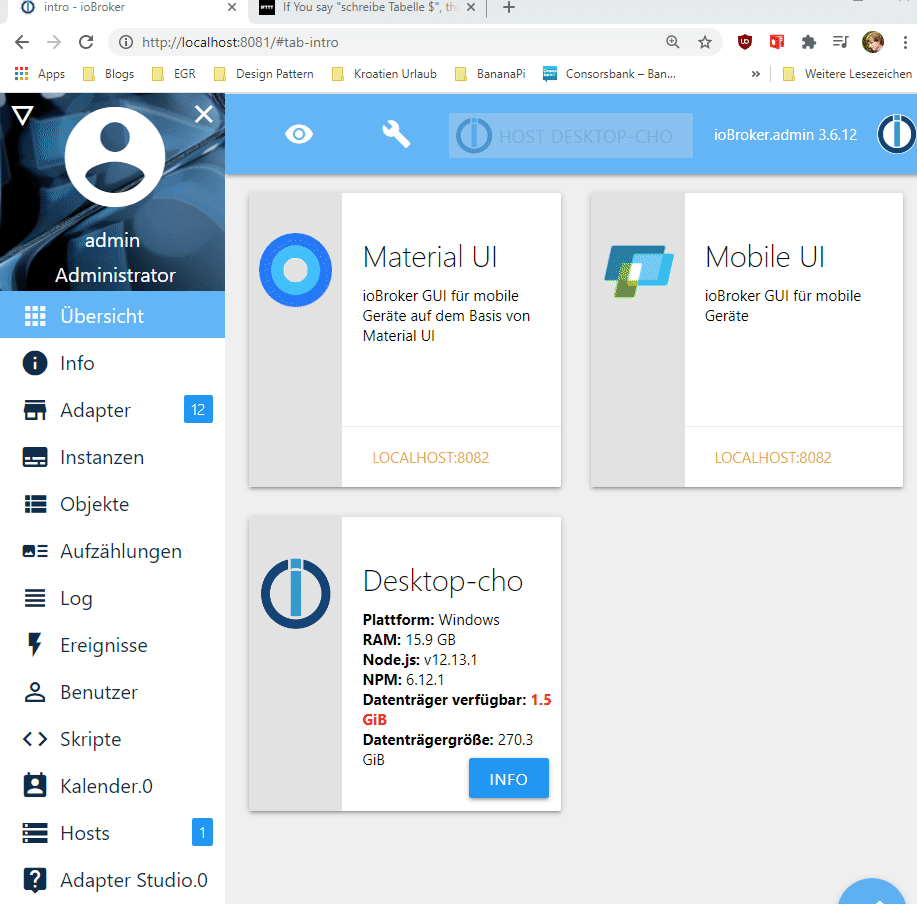 intro - ioBroker
IFTTT
If You say "schreibe Tabelle $", the
http://localhost:8081/#tab-intro
Apps
Blogs
EGR
Design Pattern
Kroatien Urlaub
BananaPi
Consorsbank – Ban...
»
Weitere Lesezeichen
admin
Administrator
HOST DESKTOP-CHO
ioBroker.admin 3.6.12
Übersicht
Info
Adapter 12
Instanzen
Objekte
Aufzählungen
Log
Ereignisse
Benutzer
Skripte
Kalender.0
Hosts 1
Adapter Studio.0
Material UI
ioBroker GUI für mobile
Geräte auf dem Basis von
Material UI
LOCALHOST:8082
Mobile UI
ioBroker GUI für mobile
Geräte
LOCALHOST:8082
Desktop-cho
Plattform: Windows
RAM: 15.9 GB
Node.js: v12.13.1
NPM: 6.12.1
Datenträger verfügbar: 1.5
GiB
Datenträgergröße: 270.3
GiB
INFO